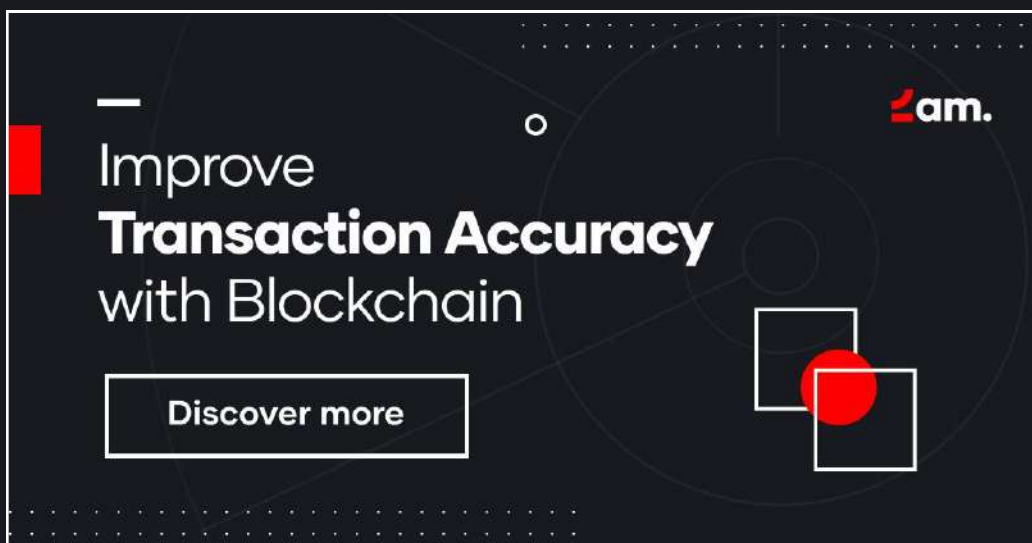 am.
Improve
Transaction Accuracy
with Blockchain
Discover more